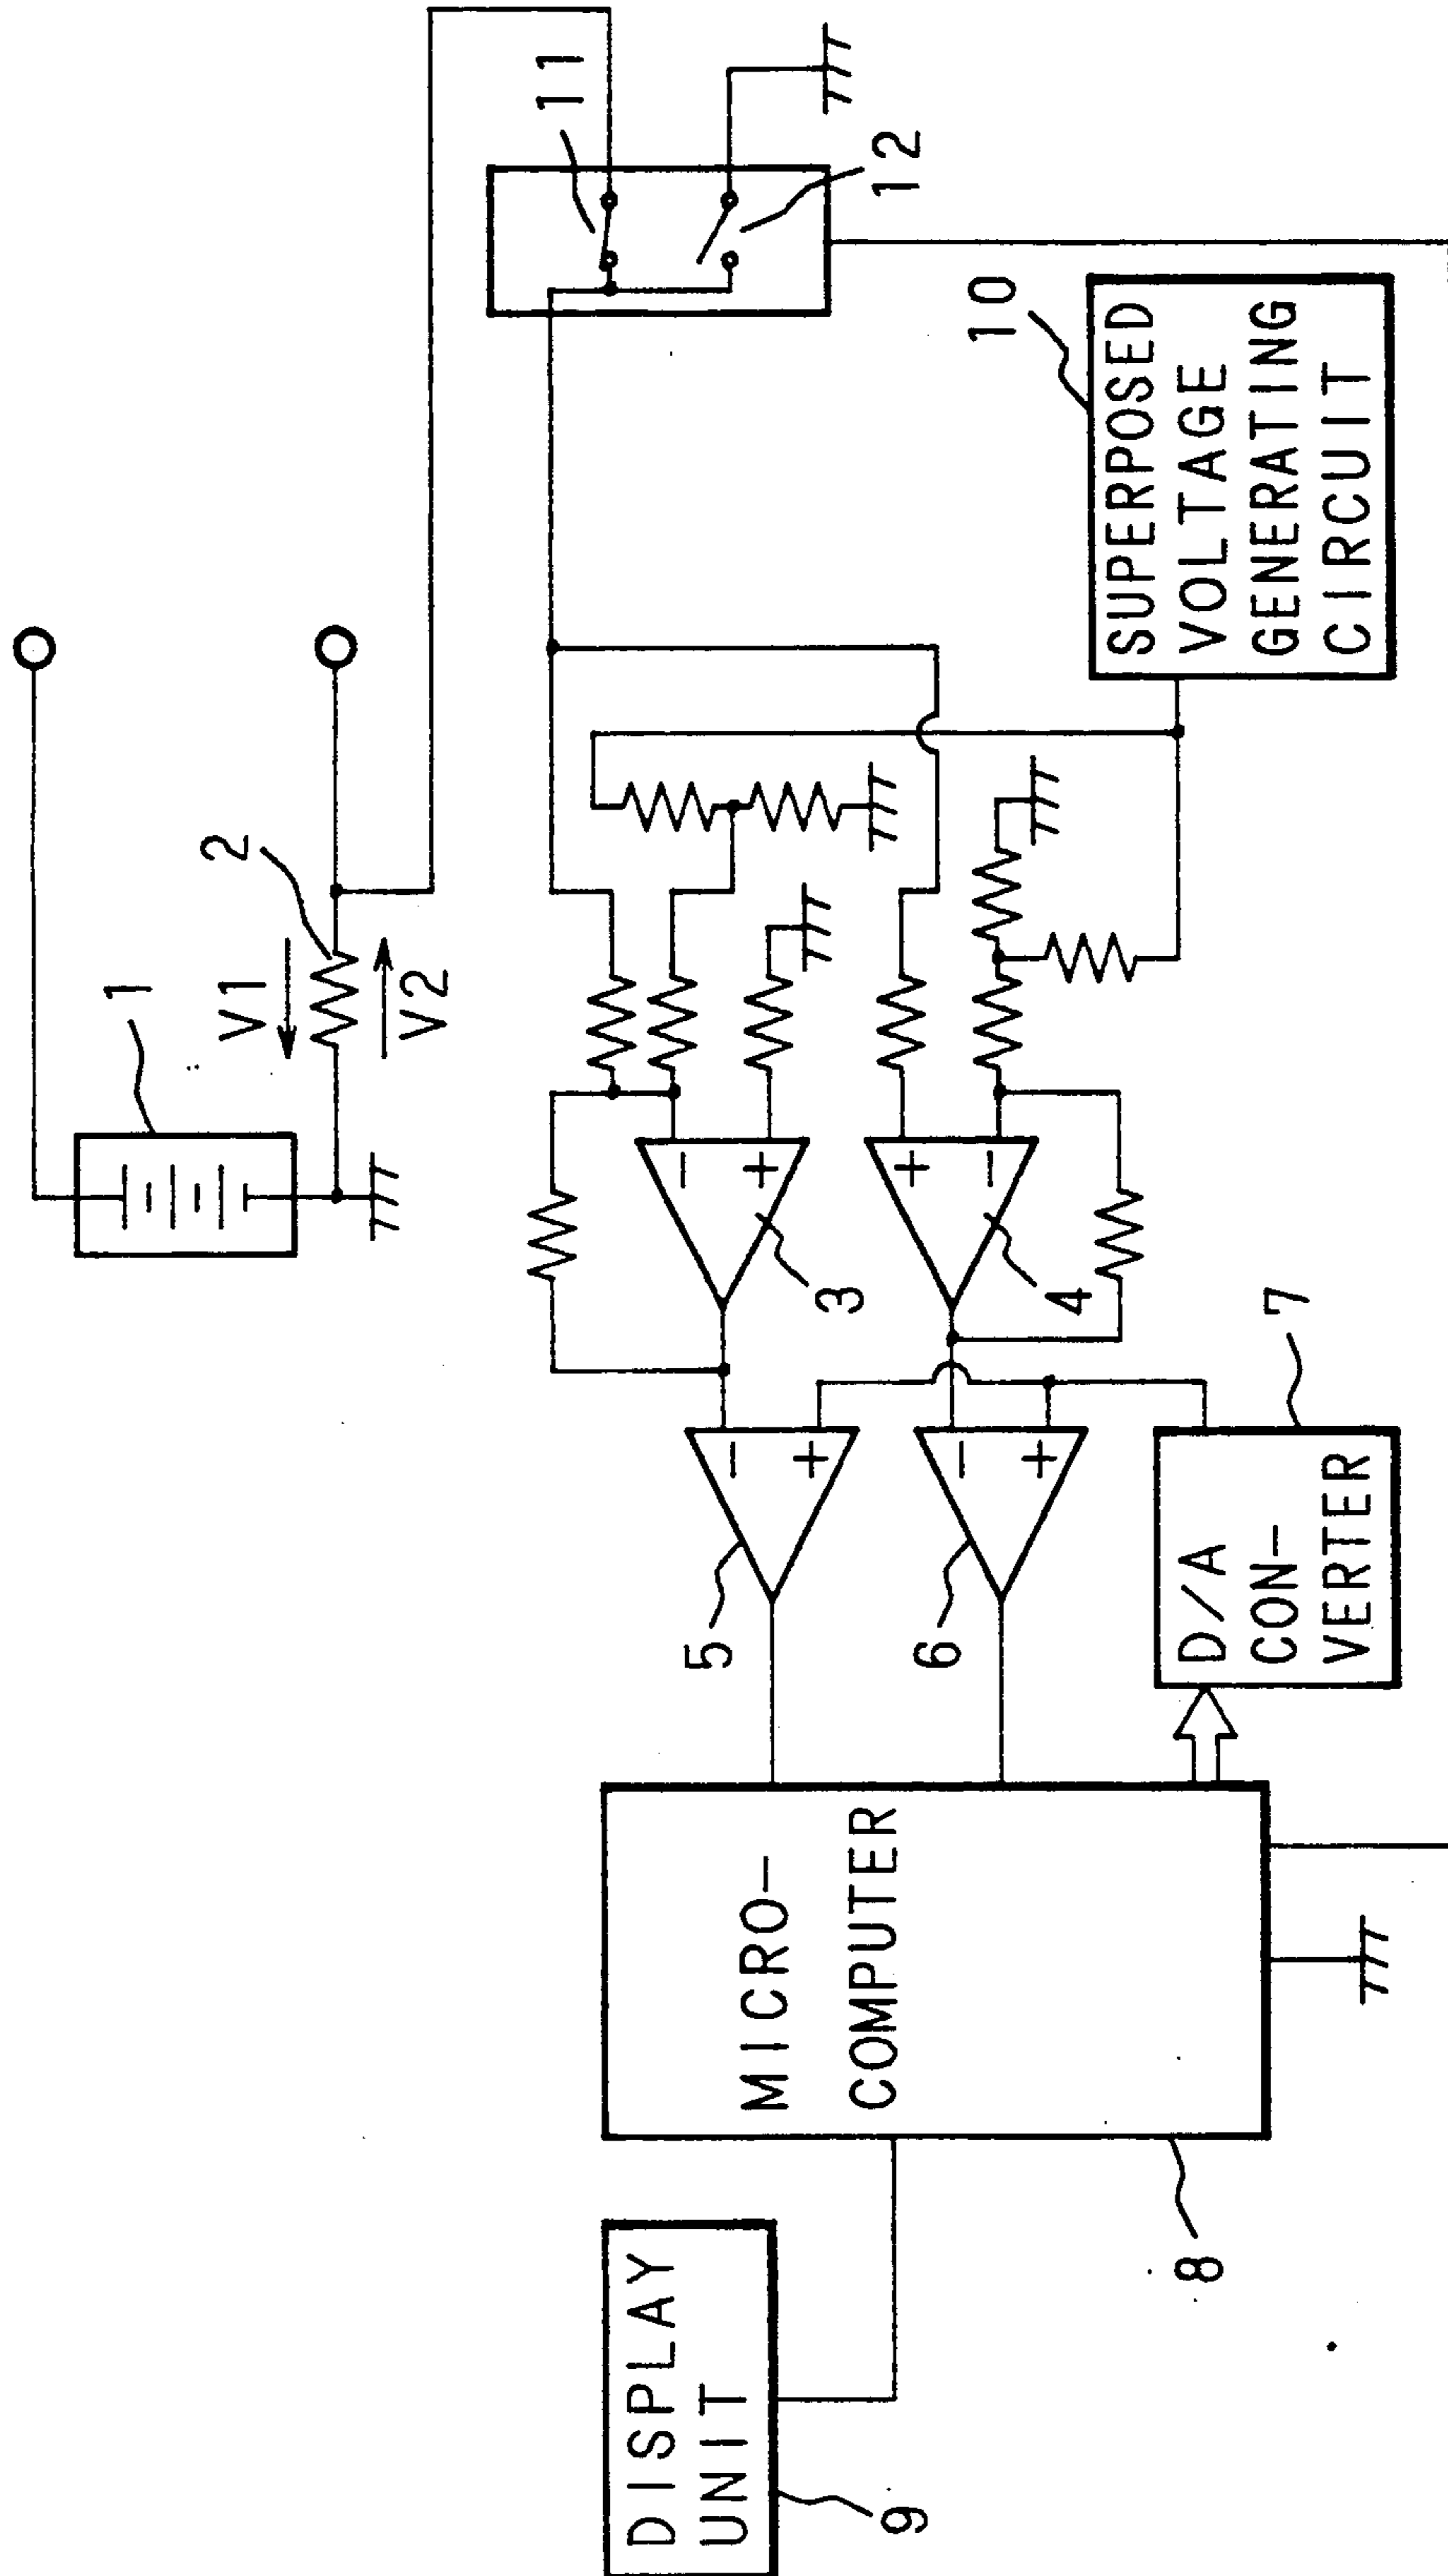 1
V1
V2
2
11
12
3
4
-
+
+
-
5
6
-
+
-
+
7
D/A
CON-
VERTER
SUPERPOSED
VOLTAGE
GENERATING
CIRCUIT
10
MICRO-
COMPUTER
8
DISPLAY
UNIT
9